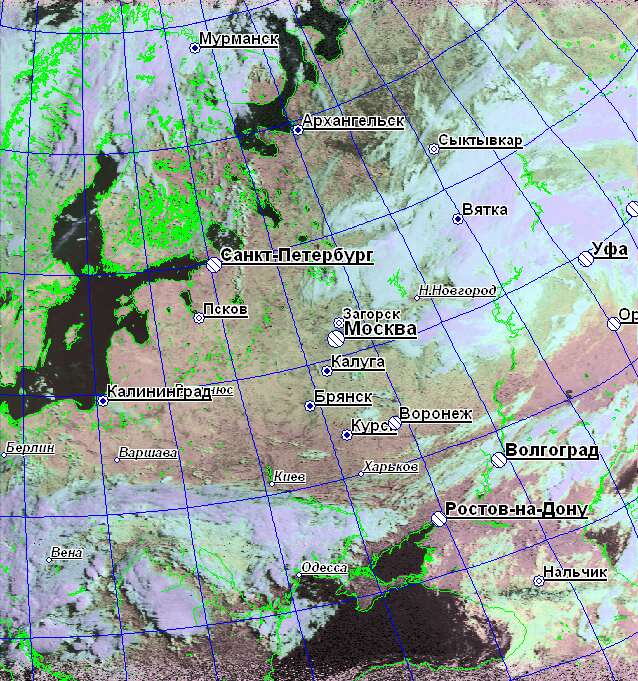 Мурманск
Архангельск
Сыктывкар
Вятка
Уфа
Санкт-Петербург
Н.Новгород
Псков
Загорск
Ор
Москва
Калуга
Калининград
нюс
Брянск
Воронеж
Курск
Берлин
Варшава
Харьков
Волгоград
Киев
Ростов-на-Дону
Вена
Одесса
Нальчик